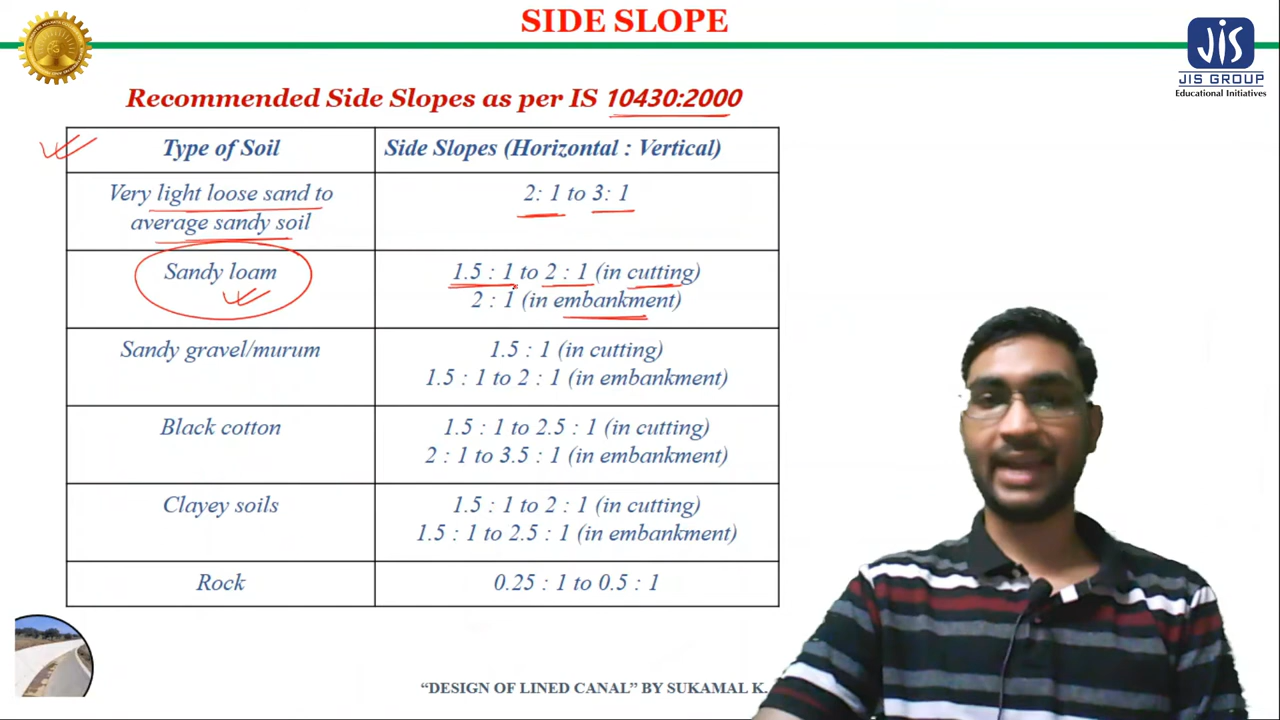 SIDE SLOPE
JIS
JIS GROUP
Educational Initiatives
Recommended Side Slopes as per IS 10430:2000
Type of Soil
Side Slopes (Horizontal : Vertical)
Very light loose sand to
average sandy soil
2: 1 to 3: 1
Sandy loam
1.5 : 1 to 2 : 1 (in cutting)
2 : 1 (in embankment)
Sandy gravel/murum
1.5 : 1 (in cutting)
1.5 : 1 to 2 : 1 (in embankment)
Black cotton
1.5 : 1 to 2.5 : 1 (in cutting)
2 : 1 to 3.5 : 1 (in embankment)
Clayey soils
1.5 : 1 to 2 : 1 (in cutting)
1.5 : 1 to 2.5 : 1 (in embankment)
Rock
0.25 : 1 to 0.5 : 1
“DESIGN OF LINED CANAL” BY SUKAMAL K.